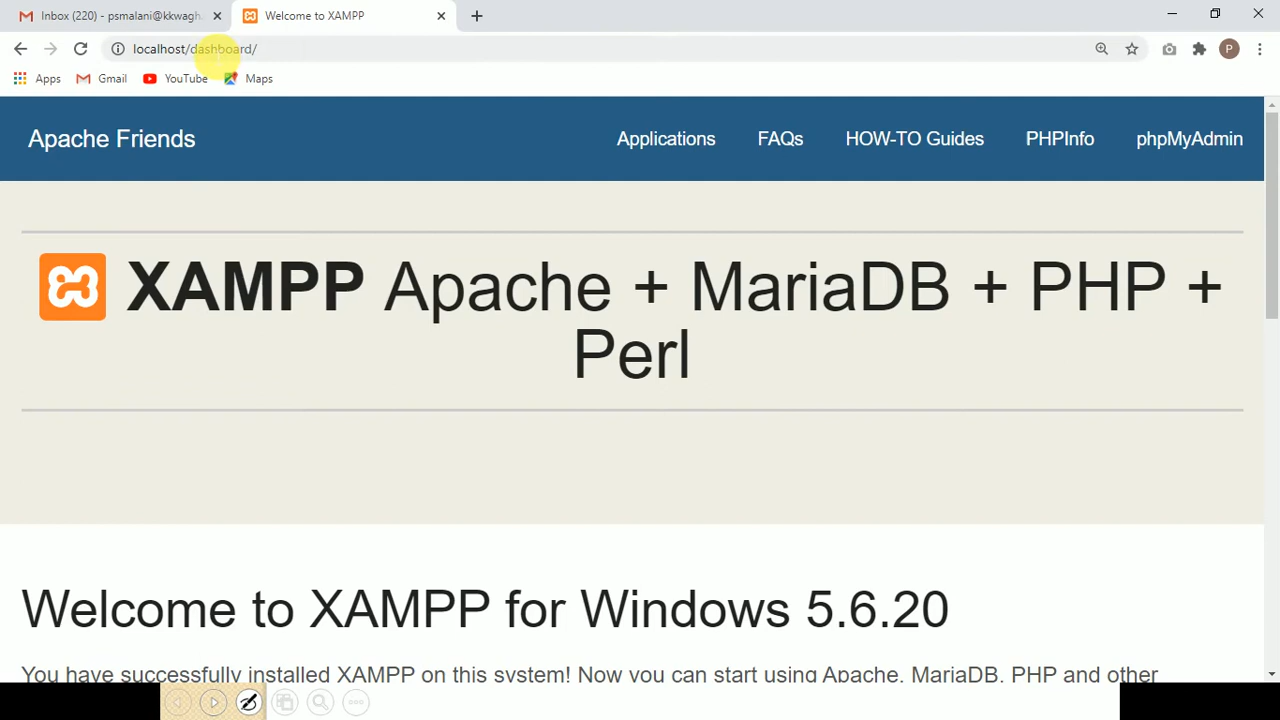 Inbox (220) - psmalani@kkwagh.
Welcome to XAMPP
localhost/dashboard/
P
Apps
Gmail
YouTube
Maps
Apache Friends
Applications
FAQs
HOW-TO Guides
PHPInfo
phpMyAdmin
XAMPP Apache + MariaDB + PHP +
Perl
Welcome to XAMPP for Windows 5.6.20
You have successfully installed XAMPP on this system! Now you can start using Apache, MariaDB, PHP and other